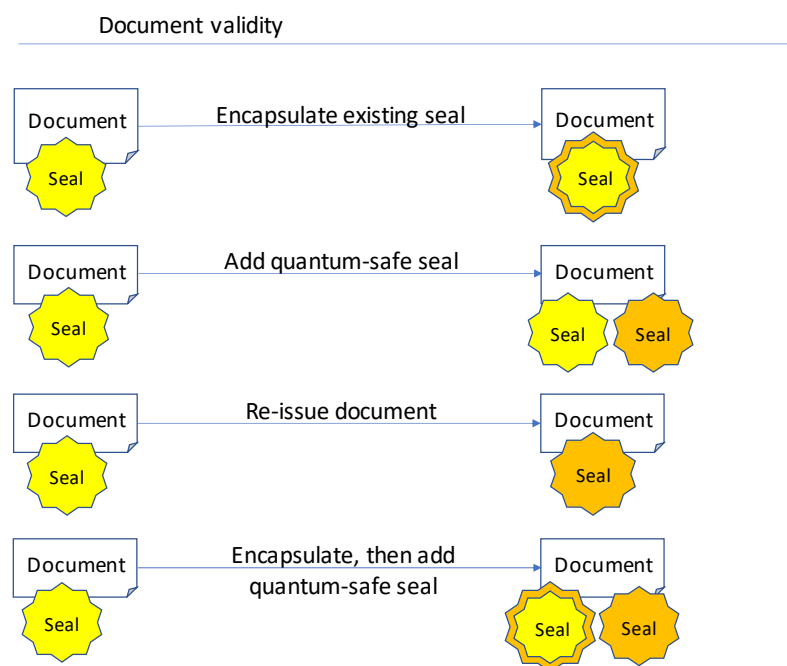 Document validity
Document
Encapsulate existing seal
Document
Seal
Seal
Document
Add quantum-safe seal
Document
Seal
Seal
Seal
Document
Re-issue document
Document
Seal
Seal
Document
Encapsulate, then add
quantum-safe seal
Document
Seal
Seal
Seal